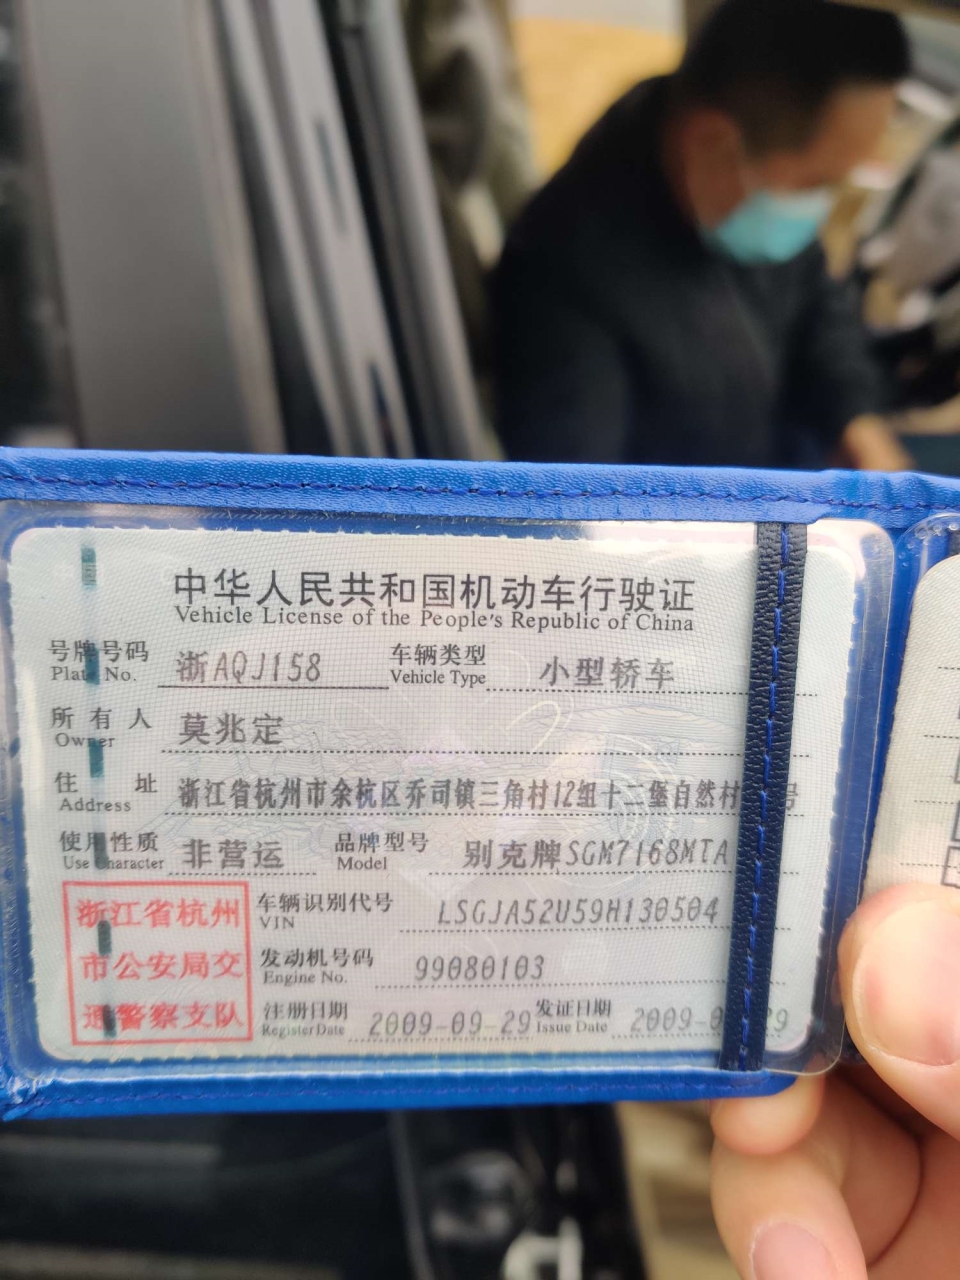 中华人民共和国机动车行驶证
Vehicle License of the People's Republic of China
号牌号码 浙AQJ158 车辆类型 小型轿车
Plate No. Vehicle Type
所有人 莫兆定
Owner
住址 浙江省杭州市余杭区乔司镇三角村12组十二堡自然村 号
Address
使用性质 非营运 品牌型号 别克牌SGM7168MTA
Use Character Model
浙江省杭州
市公安局交
通警察支队
车辆识别代号 LSGJA52U59H130504
VIN
发动机号码 99080103
Engine No.
注册日期 2009-09-29 发证日期 2009-0 29
Register Date Issue Date